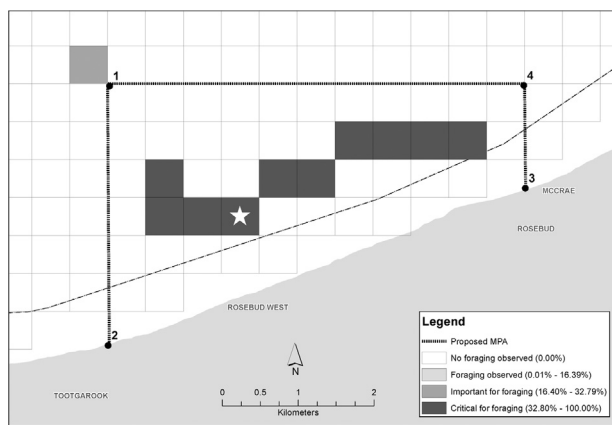 1
4
3
MCCRAE
ROSEBUD
ROSEBUD WEST
2
TOOTGAROOK
N
0 0.5 1 2
Kilometers
Legend
Proposed MPA
No foraging observed (0.00%)
Foraging observed (0.01% - 16.39%)
Important for foraging (16.40% - 32.79%)
Critical for foraging (32.80% - 100.00%)